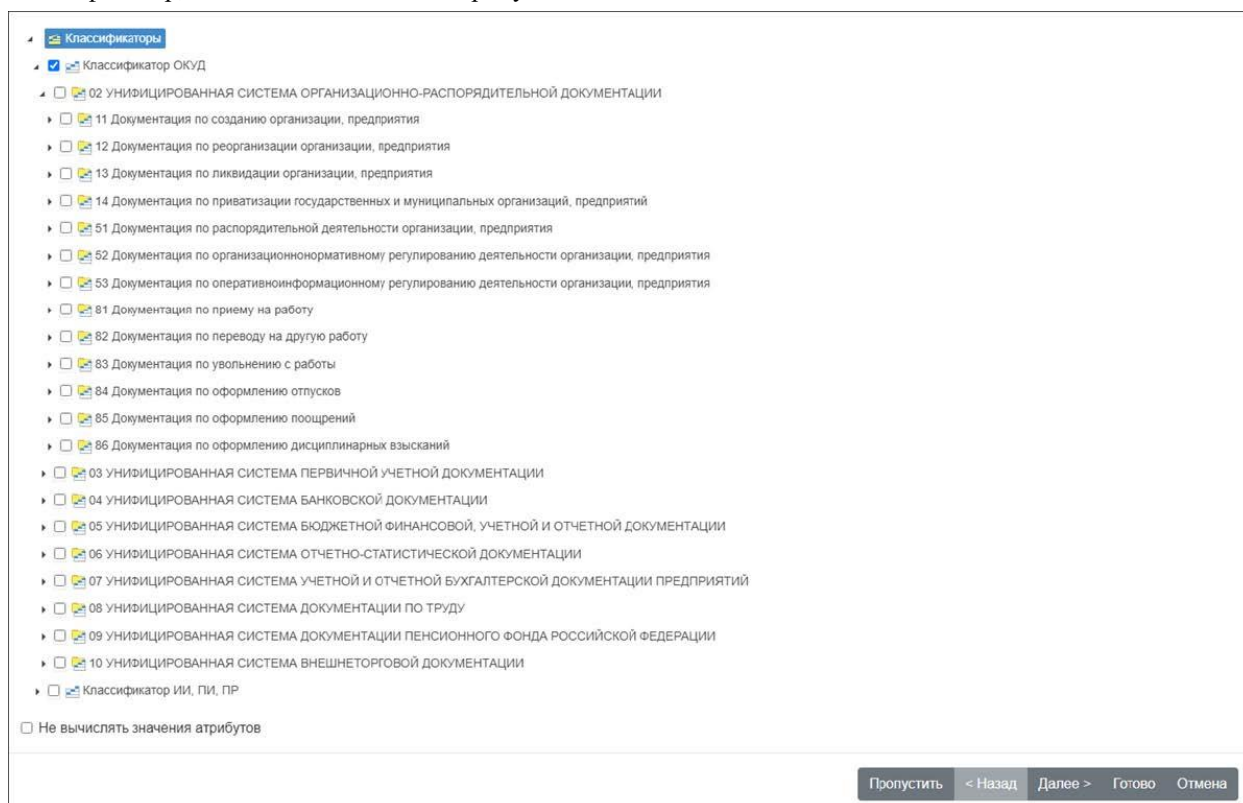 Классификаторы
Классификатор ОКУД
02 УНИФИЦИРОВАННАЯ СИСТЕМА ОРГАНИЗАЦИОННО-РАСПОРЯДИТЕЛЬНОЙ ДОКУМЕНТАЦИИ
11 Документация по созданию организации, предприятия
12 Документация по реорганизации организации, предприятия
13 Документация по ликвидации организации, предприятия
14 Документация по приватизации государственных и муниципальных организаций, предприятий
51 Документация по распорядительной деятельности организации, предприятия
52 Документация по организационнонормативному регулированию деятельности организации, предприятия
53 Документация по оперативноинформационному регулированию деятельности организации, предприятия
81 Документация по приему на работу
82 Документация по переводу на другую работу
83 Документация по увольнению с работы
84 Документация по оформлению отпусков
85 Документация по оформлению поощрений
86 Документация по оформлению дисциплинарных взысканий
03 УНИФИЦИРОВАННАЯ СИСТЕМА ПЕРВИЧНОЙ УЧЕТНОЙ ДОКУМЕНТАЦИИ
04 УНИФИЦИРОВАННАЯ СИСТЕМА БАНКОВСКОЙ ДОКУМЕНТАЦИИ
05 УНИФИЦИРОВАННАЯ СИСТЕМА БЮДЖЕТНОЙ ФИНАНСОВОЙ, УЧЕТНОЙ И ОТЧЕТНОЙ ДОКУМЕНТАЦИИ
06 УНИФИЦИРОВАННАЯ СИСТЕМА ОТЧЕТНО-СТАТИСТИЧЕСКОЙ ДОКУМЕНТАЦИИ
07 УНИФИЦИРОВАННАЯ СИСТЕМА УЧЕТНОЙ И ОТЧЕТНОЙ БУХГАЛТЕРСКОЙ ДОКУМЕНТАЦИИ ПРЕДПРИЯТИЙ
08 УНИФИЦИРОВАННАЯ СИСТЕМА ДОКУМЕНТАЦИИ ПО ТРУДУ
09 УНИФИЦИРОВАННАЯ СИСТЕМА ДОКУМЕНТАЦИИ ПЕНСИОННОГО ФОНДА РОССИЙСКОЙ ФЕДЕРАЦИИ
10 УНИФИЦИРОВАННАЯ СИСТЕМА ВНЕШНЕТОРГОВОЙ ДОКУМЕНТАЦИИ
Классификатор ИИ, ПИ, ПР
Не вычислять значения атрибутов
Пропустить < Назад Далее > Готово Отмена